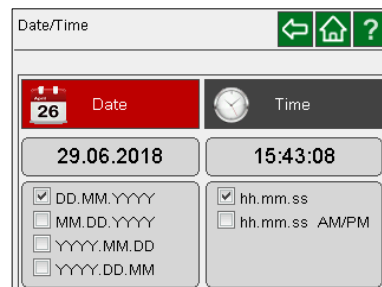 Date/Time
?
April
26
Date
Time
29.06.2018
15:43:08
DD.MM.YYYY
MM.DD.YYYY
YYYY.MM.DD
YYYY.DD.MM
hh.mm.ss
hh.mm.ss AM/PM